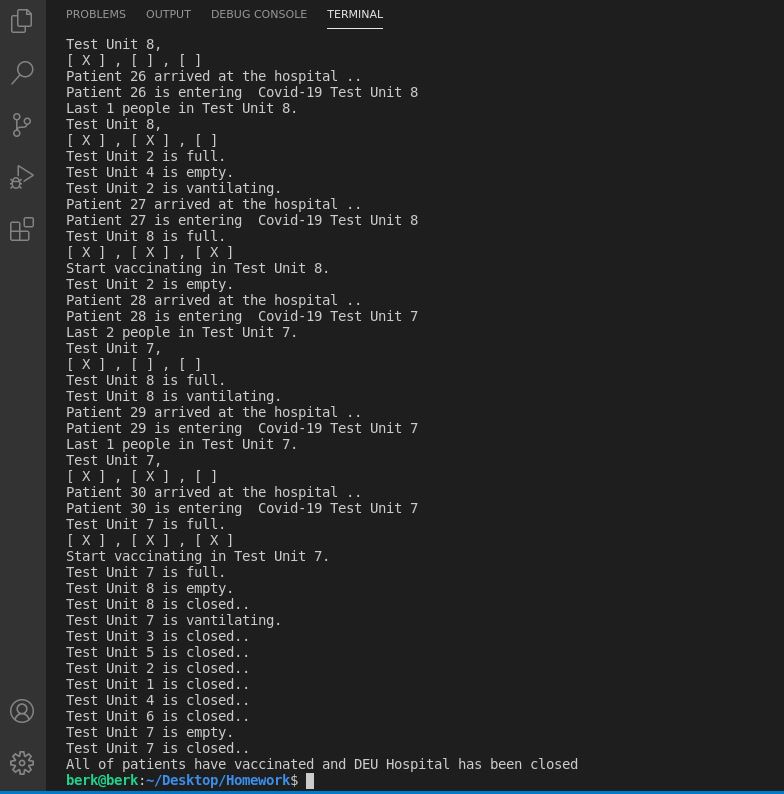 PROBLEMS OUTPUT DEBUG CONSOLE TERMINAL
Test Unit 8,
[ X ] , [ ] , [ ]
Patient 26 arrived at the hospital ..
Patient 26 is entering  Covid-19 Test Unit 8
Last 1 people in Test Unit 8.
Test Unit 8,
[ X ] , [ X ] , [ ]
Test Unit 2 is full.
Test Unit 4 is empty.
Test Unit 2 is vantilating.
Patient 27 arrived at the hospital ..
Patient 27 is entering  Covid-19 Test Unit 8
Test Unit 8 is full.
[ X ] , [ X ] , [ X ]
Start vaccinating in Test Unit 8.
Test Unit 2 is empty.
Patient 28 arrived at the hospital ..
Patient 28 is entering  Covid-19 Test Unit 7
Last 2 people in Test Unit 7.
Test Unit 7,
[ X ] , [ ] , [ ]
Test Unit 8 is full.
Test Unit 8 is vantilating.
Patient 29 arrived at the hospital ..
Patient 29 is entering  Covid-19 Test Unit 7
Last 1 people in Test Unit 7.
Test Unit 7,
[ X ] , [ X ] , [ ]
Patient 30 arrived at the hospital ..
Patient 30 is entering  Covid-19 Test Unit 7
Test Unit 7 is full.
[ X ] , [ X ] , [ X ]
Start vaccinating in Test Unit 7.
Test Unit 7 is full.
Test Unit 8 is empty.
Test Unit 8 is closed..
Test Unit 7 is vantilating.
Test Unit 3 is closed..
Test Unit 5 is closed..
Test Unit 2 is closed..
Test Unit 1 is closed..
Test Unit 4 is closed..
Test Unit 6 is closed..
Test Unit 7 is empty.
Test Unit 7 is closed..
All of patients have vaccinated and DEU Hospital has been closed
berk@berk:~/Desktop/Homework$